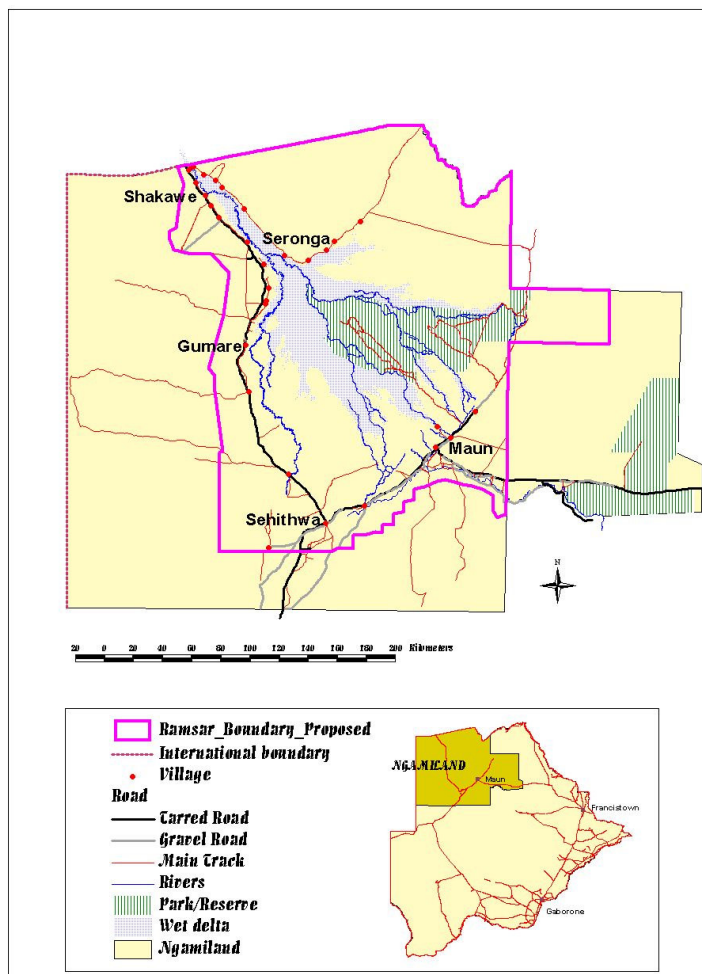 Shakawe
Seronga
Gumare
Maun
Sehithwa
N
20 0 20 40 60 80 100 120 140 160 180 200 Kilometers
Ramsar_Boundary_Proposed
International boundary
Village
Road
Tarred Road
Gravel Road
Main Track
Rivers
Park/Reserve
Wet delta
Ngamiland
NGAMILAND
Maun
Francistown
Gaborone